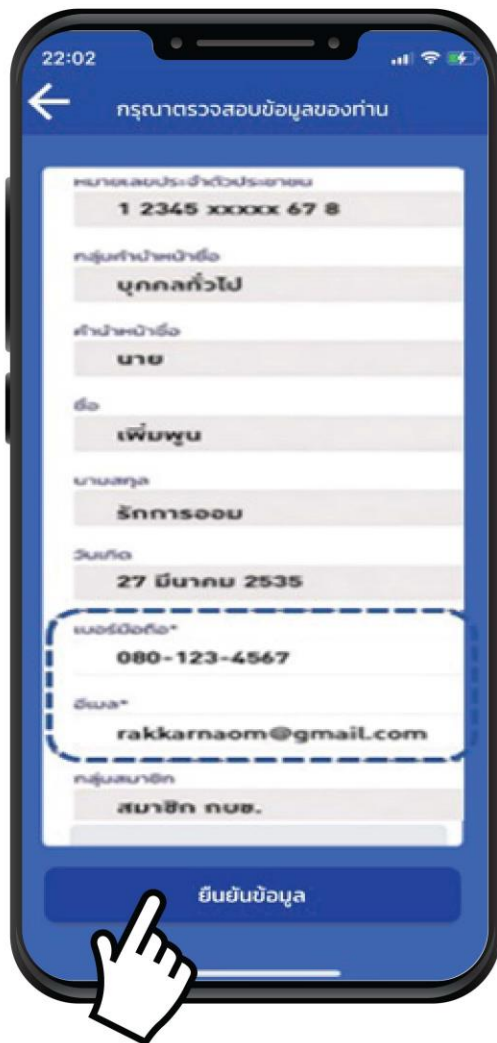 22:02
กรุณาตรวจสอบข้อมูลของท่าน
หมายเลขประจำตัวประชาชน
1 2345 xxxxx 67 8
กลุ่มคำนำหน้าชื่อ
บุคคลทั่วไป
คำนำหน้าชื่อ
นาย
ชื่อ
เพิ่มพูน
นามสกุล
รักการออม
วันเกิด
27 มีนาคม 2535
เบอร์มือถือ*
080-123-4567
อีเมล*
rakkarnaom@gmail.com
กลุ่มสมาชิก
สมาชิก กบข.
ยืนยันข้อมูล